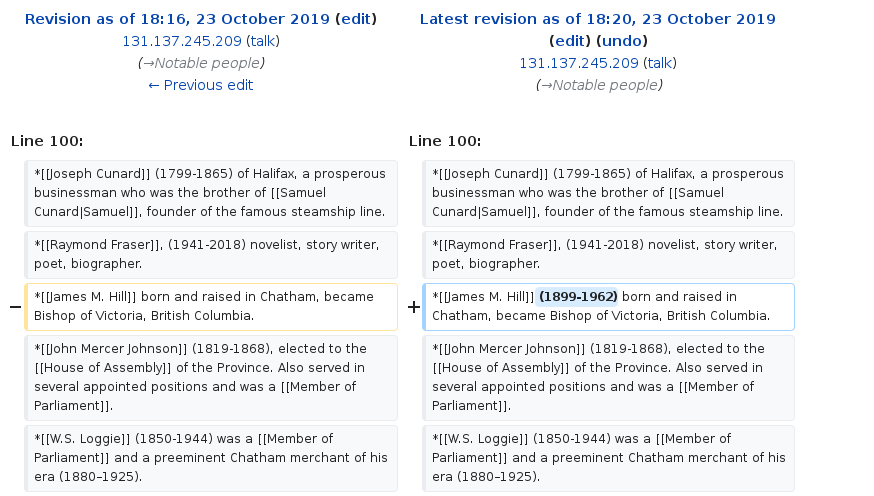 Revision as of 18:16, 23 October 2019 (edit)
131.137.245.209 (talk)
(→Notable people)
← Previous edit
Latest revision as of 18:20, 23 October 2019
(edit) (undo)
131.137.245.209 (talk)
(→Notable people)
Line 100:
Line 100:
*[[Joseph Cunard]] (1799-1865) of Halifax, a prosperous
businessman who was the brother of [[Samuel
Cunard|Samuel]], founder of the famous steamship line.
*[[Joseph Cunard]] (1799-1865) of Halifax, a prosperous
businessman who was the brother of [[Samuel
Cunard|Samuel]], founder of the famous steamship line.
*[[Raymond Fraser]], (1941-2018) novelist, story writer,
poet, biographer.
*[[Raymond Fraser]], (1941-2018) novelist, story writer,
poet, biographer.
− *[[James M. Hill]] born and raised in Chatham, became
Bishop of Victoria, British Columbia.
+ *[[James M. Hill]] (1899-1962) born and raised in
Chatham, became Bishop of Victoria, British Columbia.
*[[John Mercer Johnson]] (1819-1868), elected to the
[[House of Assembly]] of the Province. Also served in
several appointed positions and was a [[Member of
Parliament]].
*[[John Mercer Johnson]] (1819-1868), elected to the
[[House of Assembly]] of the Province. Also served in
several appointed positions and was a [[Member of
Parliament]].
*[[W.S. Loggie]] (1850-1944) was a [[Member of
Parliament]] and a preeminent Chatham merchant of his
era (1880–1925).
*[[W.S. Loggie]] (1850-1944) was a [[Member of
Parliament]] and a preeminent Chatham merchant of his
era (1880–1925).